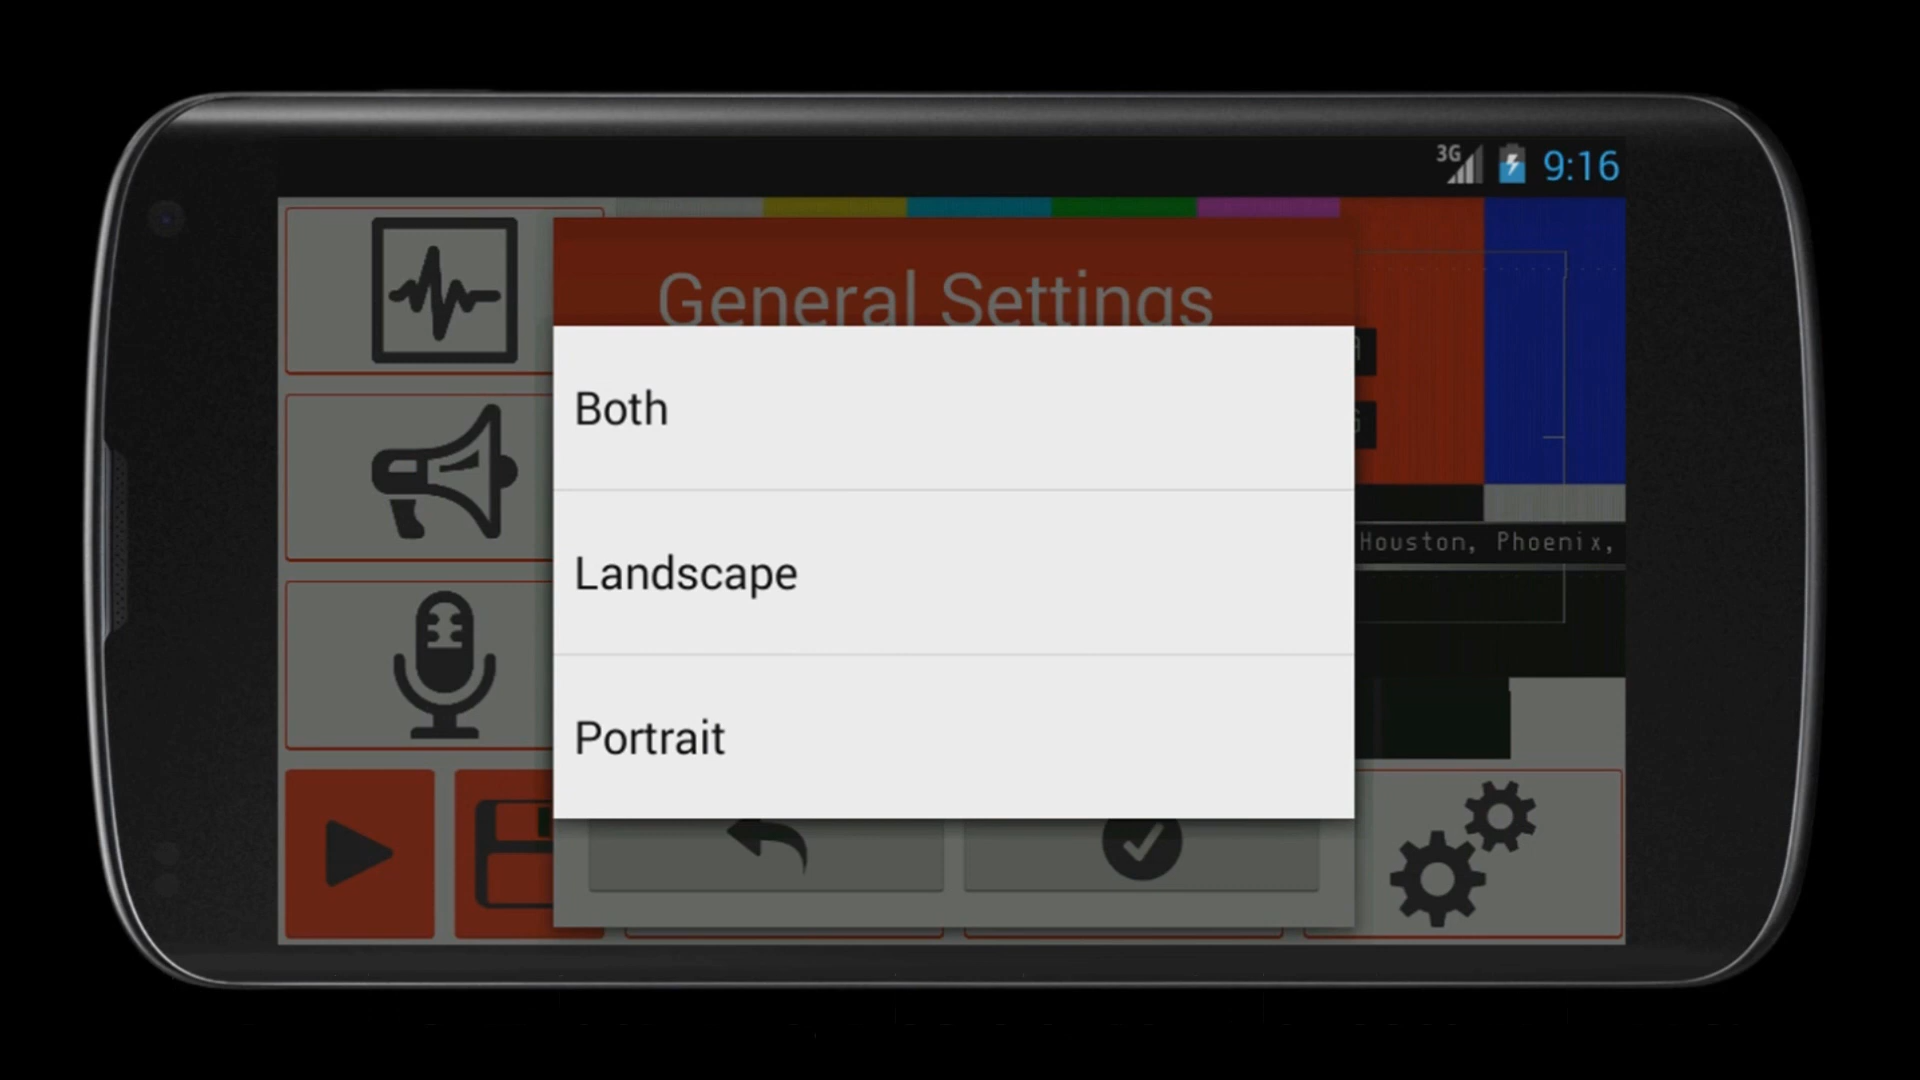 3G 9:16
General Settings
Both
Landscape
Portrait
Houston, Phoenix,